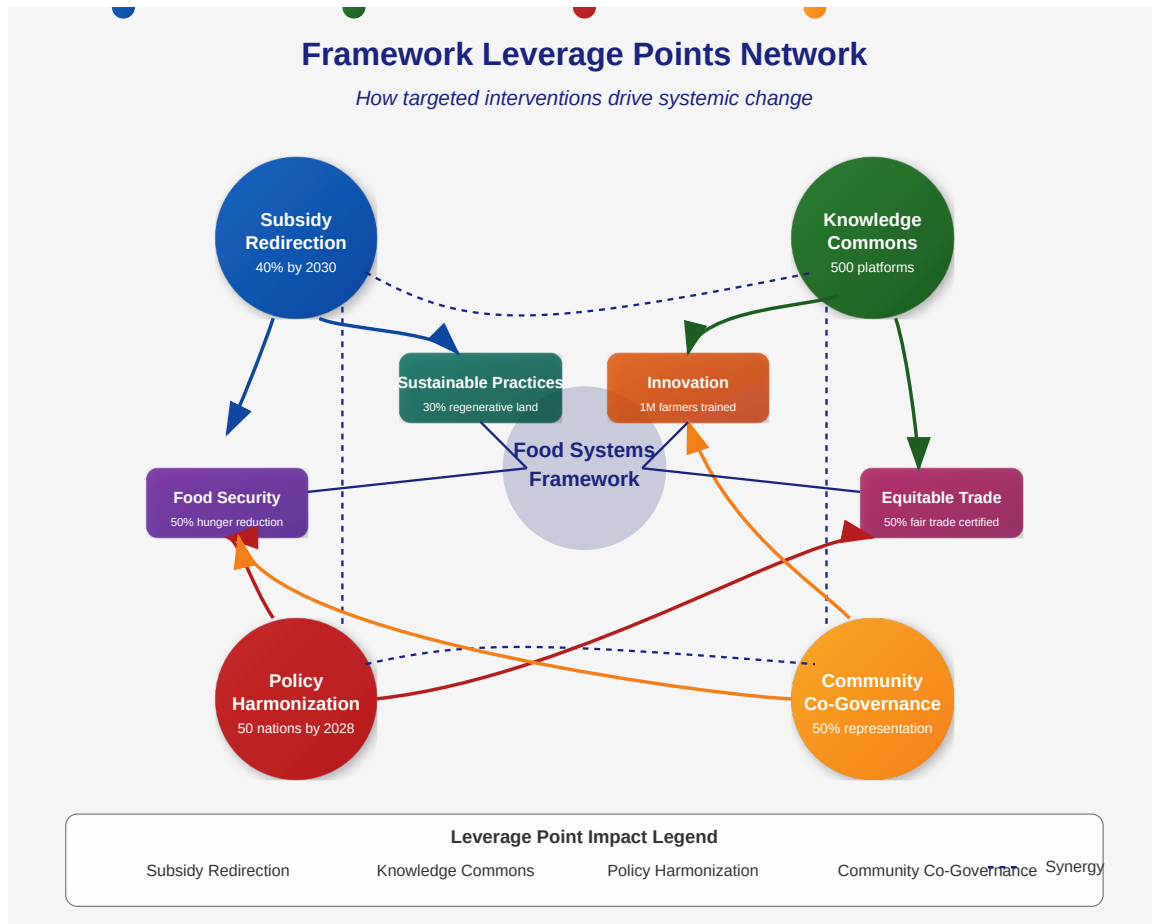 Framework Leverage Points Network
How targeted interventions drive systemic change
Subsidy
Redirection
40% by 2030
Knowledge
Commons
500 platforms
Sustainable Practices
30% regenerative land
Innovation
1M farmers trained
Food Systems
Framework
Food Security
50% hunger reduction
Equitable Trade
50% fair trade certified
Policy
Harmonization
50 nations by 2028
Community
Co-Governance
50% representation
Leverage Point Impact Legend
Subsidy Redirection
Knowledge Commons
Policy Harmonization
Community Co-Governance
Synergy